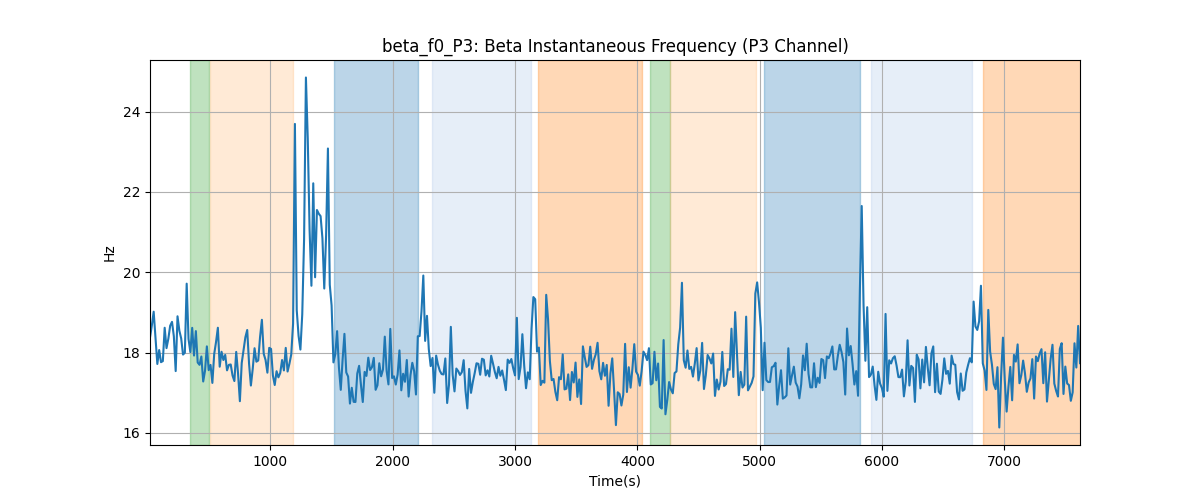 beta_f0_P3: Beta Instantaneous Frequency (P3 Channel)
24
22
20
18
16
Hz
1000 2000 3000 4000 5000 6000 7000
Time(s)